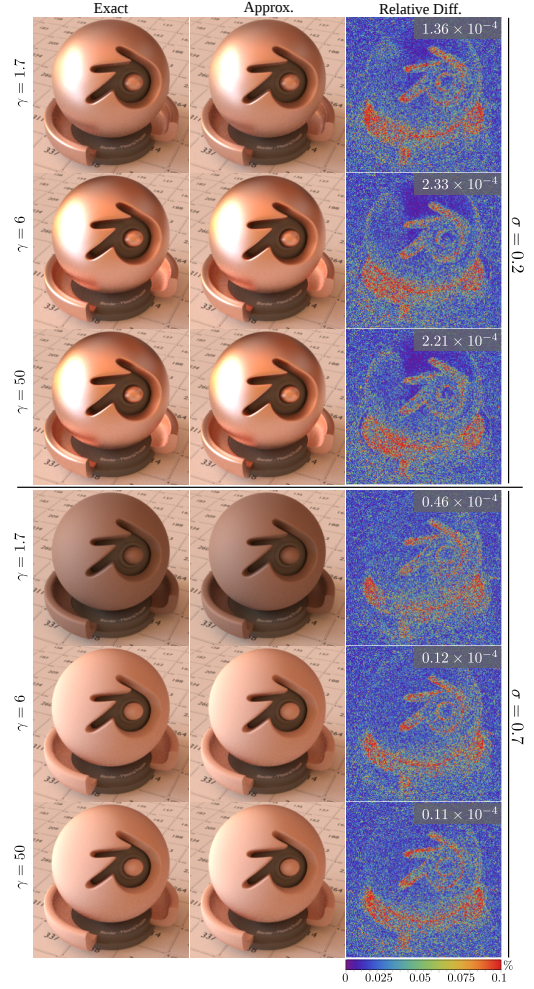 Exact Approx. Relative Diff.
γ = 1.7
1.36 × 10⁻⁴
γ = 6
2.33 × 10⁻⁴
σ = 0.2
γ = 50
2.21 × 10⁻⁴
γ = 1.7
0.46 × 10⁻⁴
γ = 6
0.12 × 10⁻⁴
σ = 0.7
γ = 50
0.11 × 10⁻⁴
%
0 0.025 0.05 0.075 0.1